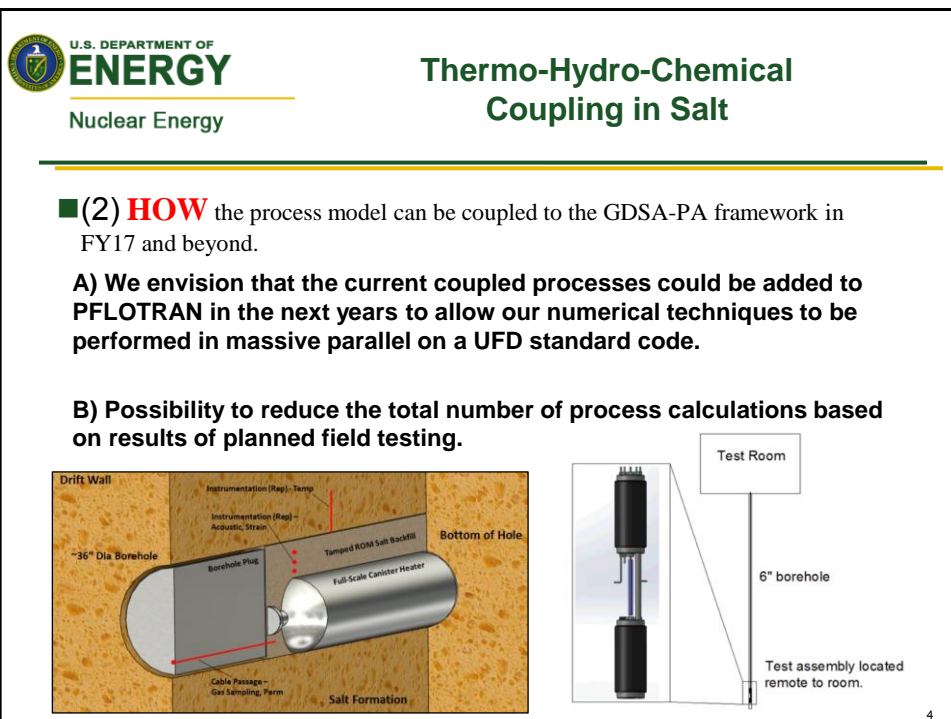 U.S. DEPARTMENT OF
ENERGY
Nuclear Energy
Thermo-Hydro-Chemical
Coupling in Salt
(2) HOW the process model can be coupled to the GDSA-PA framework in
FY17 and beyond.
A) We envision that the current coupled processes could be added to
PFLOTRAN in the next years to allow our numerical techniques to be
performed in massive parallel on a UFD standard code.
B) Possibility to reduce the total number of process calculations based
on results of planned field testing.
Drift Wall
Instrumentation (Rep) - Temp
Instrumentation (Rep) –
Acoustic, Strain
~36" Dia Borehole
Borehole Plug
Tamped ROM Salt Backfill
Bottom of Hole
Full-Scale Canister Heater
Cable Passage –
Gas Sampling, Perm
Salt Formation
Test Room
6" borehole
Test assembly located
remote to room.
4